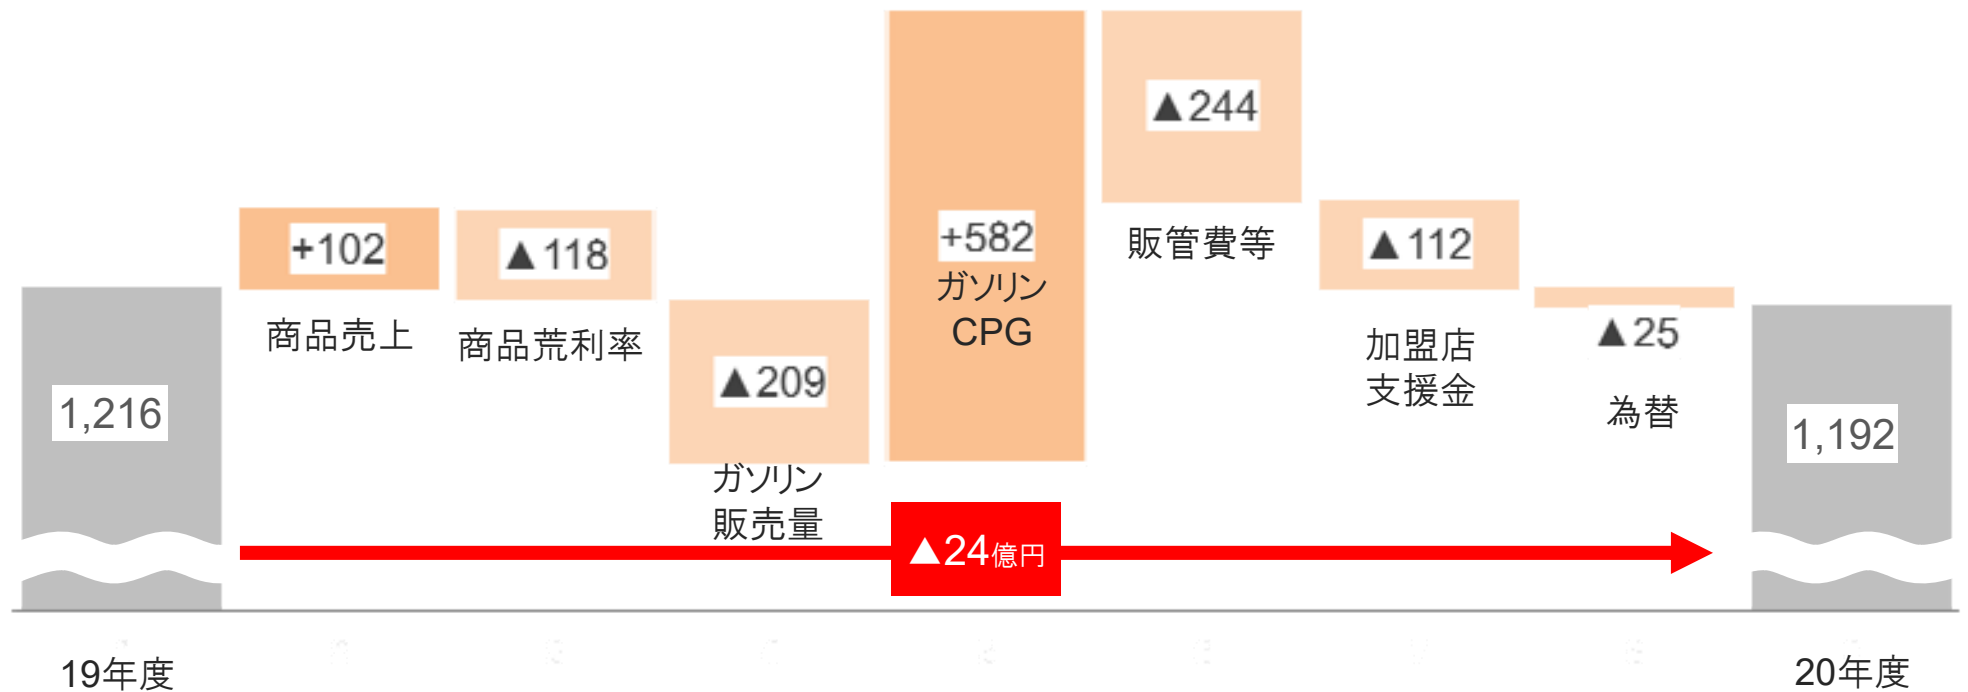 1,216
+102
商品売上
▲118
商品荒利率
▲209
ガソリン
販売量
+582
ガソリン
CPG
▲244
販管費等
▲112
加盟店
支援金
▲25
為替
1,192
▲24億円
19年度
20年度